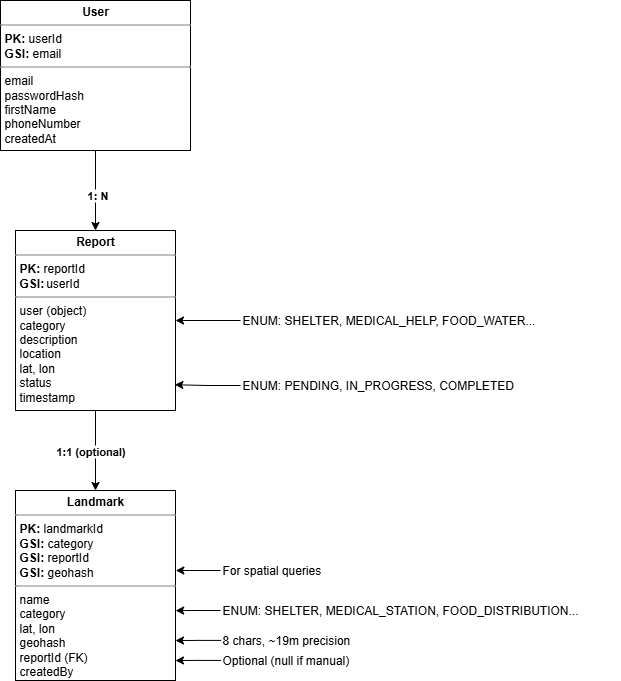 User
PK: userId
GSI: email
email
passwordHash
firstName
phoneNumber
createdAt
1: N
Report
PK: reportId
GSI: userId
user (object)
category
description
location
lat, lon
status
timestamp
ENUM: SHELTER, MEDICAL_HELP, FOOD_WATER...
ENUM: PENDING, IN_PROGRESS, COMPLETED
1:1 (optional)
Landmark
PK: landmarkId
GSI: category
GSI: reportId
GSI: geohash
For spatial queries
name
category
lat, lon
geohash
reportId (FK)
createdBy
ENUM: SHELTER, MEDICAL_STATION, FOOD_DISTRIBUTION...
8 chars, ~19m precision
Optional (null if manual)